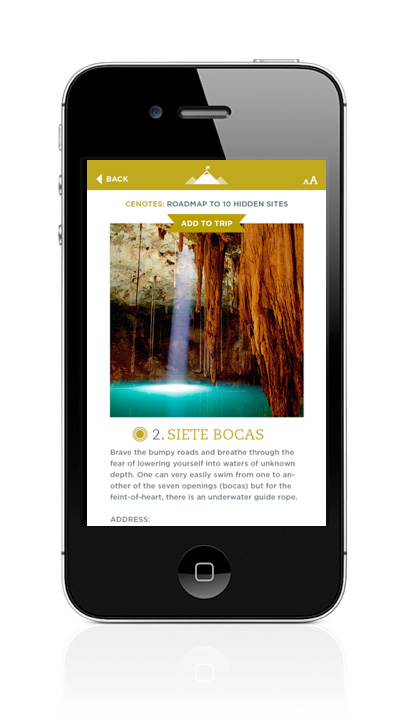 BACK
AA
CENOTES: ROADMAP TO 10 HIDDEN SITES
ADD TO TRIP
2. SIETE BOCAS
Brave the bumpy roads and breathe through the
fear of lowering yourself into waters of unknown
depth. One can very easily swim from one to an-
other of the seven openings (bocas) but for the
feint-of-heart, there is an underwater guide rope.
ADDRESS: